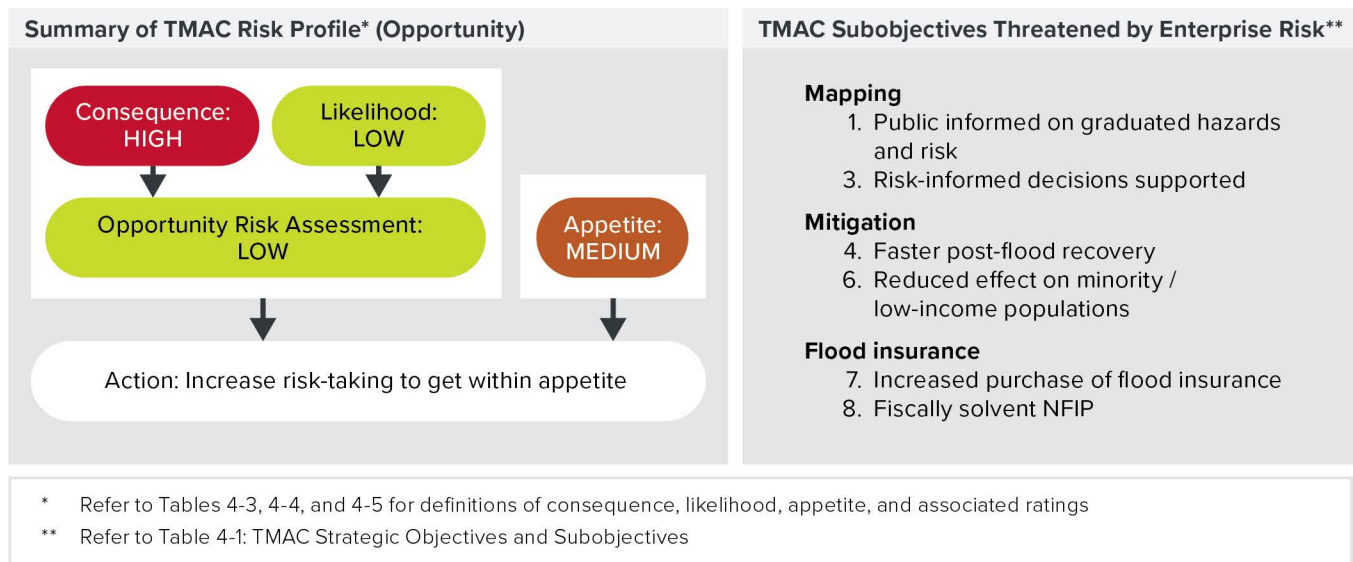 Summary of TMAC Risk Profile* (Opportunity)
Consequence:
HIGH
Likelihood:
LOW
Opportunity Risk Assessment:
LOW
Appetite:
MEDIUM
Action: Increase risk-taking to get within appetite
TMAC Subobjectives Threatened by Enterprise Risk**
Mapping
1. Public informed on graduated hazards
and risk
3. Risk-informed decisions supported
Mitigation
4. Faster post-flood recovery
6. Reduced effect on minority /
low-income populations
Flood insurance
7. Increased purchase of flood insurance
8. Fiscally solvent NFIP
* Refer to Tables 4-3, 4-4, and 4-5 for definitions of consequence, likelihood, appetite, and associated ratings
** Refer to Table 4-1: TMAC Strategic Objectives and Subobjectives